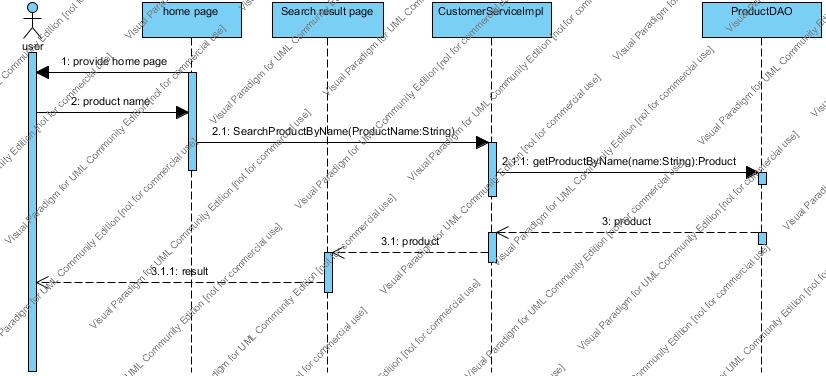 home page
Search result page
CustomerServiceImpl
ProductDAO
user
1: provide home page
2: product name
2.1: SearchProductByName(ProductName:String)
2.1.1: getProductByName(name:String):Product
3: product
3.1: product
3.1.1: result
Visual Paradigm for UML Community Edition [not for commercial use]